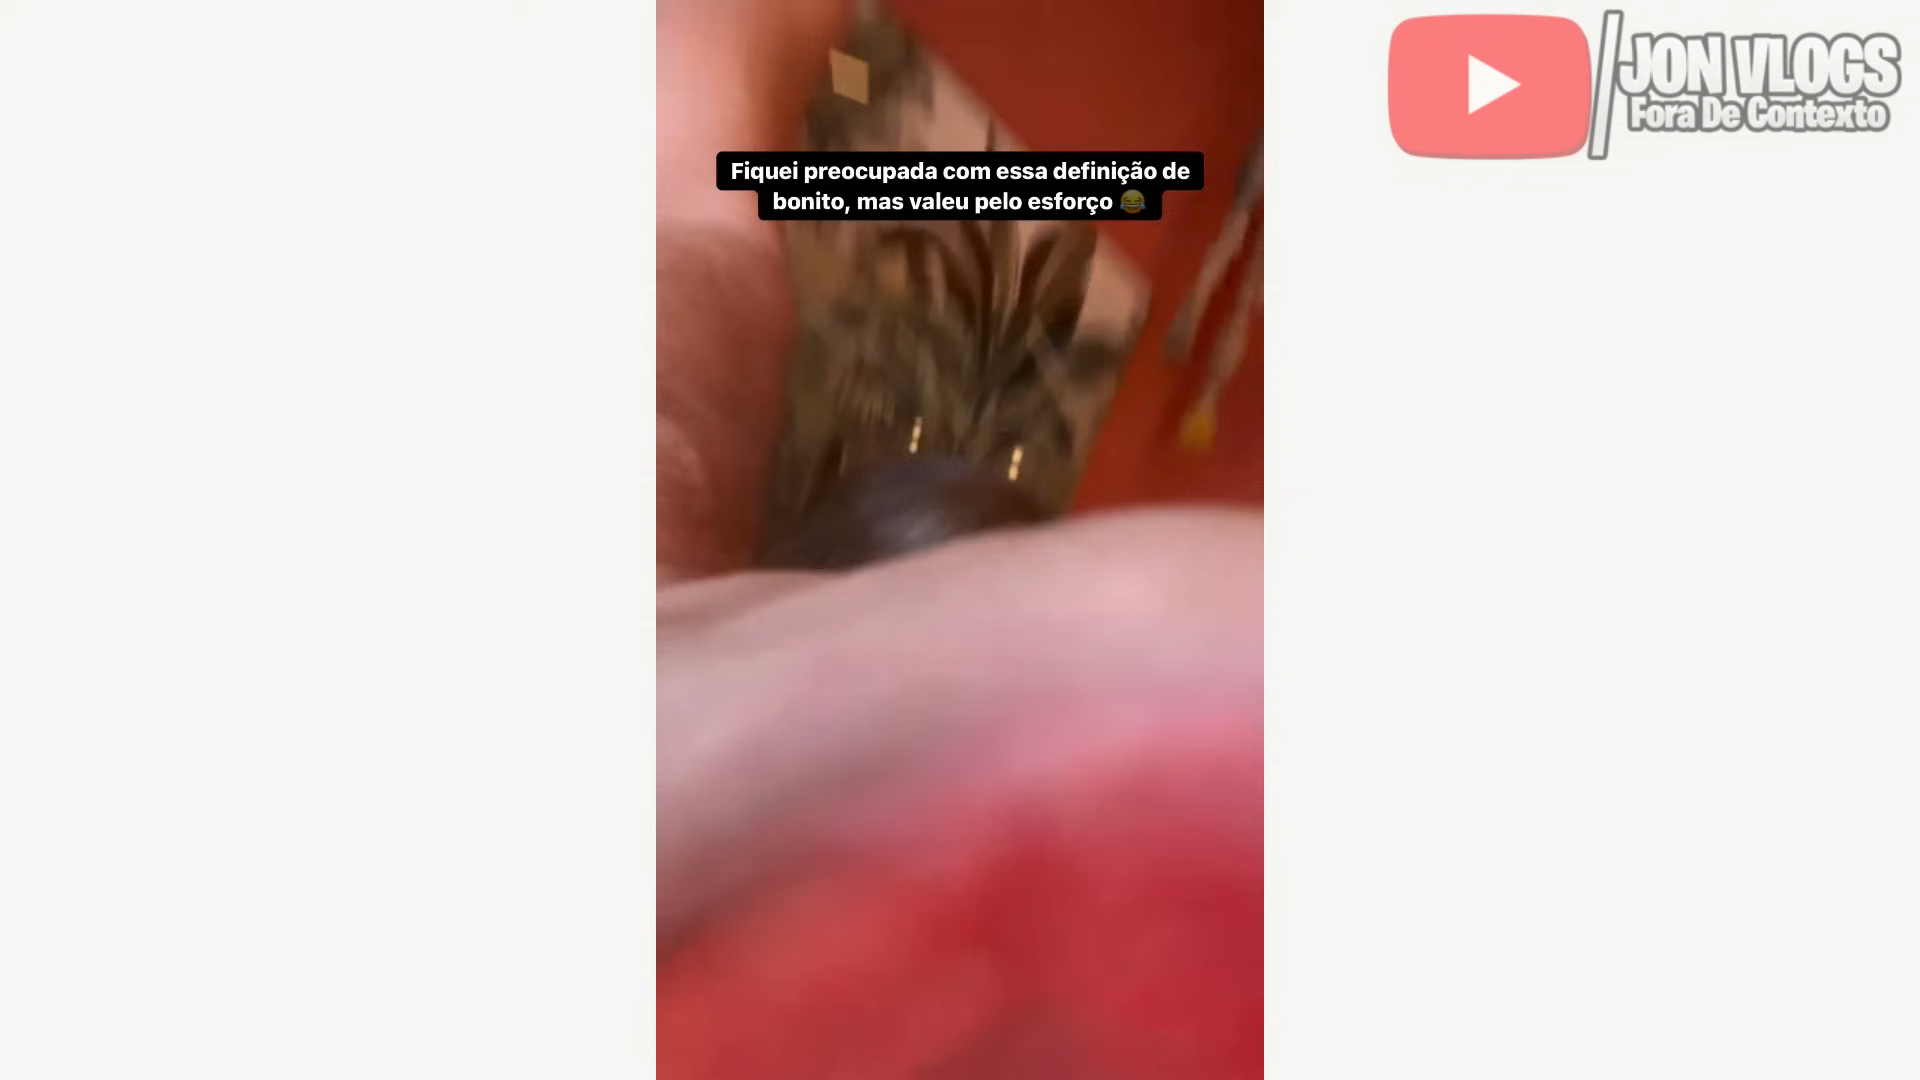 JON VLOGS
Fora De Contexto
Fiquei preocupada com essa definição de
bonito, mas valeu pelo esforço 😂